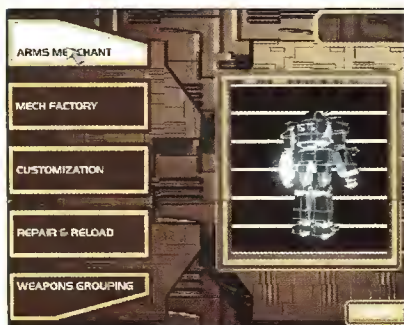 ARMS MERCHANT
MECH FACTORY
CUSTOMIZATION
REPAIR & RELOAD
WEAPONS GROUPING